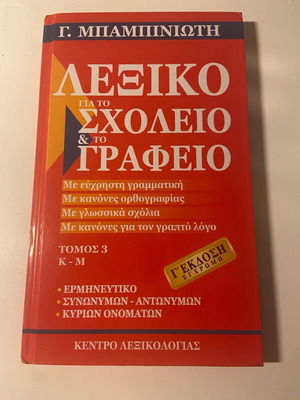 Γ. ΜΠΑΜΠΙΝΙΩΤΗ
ΛΕΞΙΚΟ
ΓΙΑ ΤΟ
ΣΧΟΛΕΙΟ
& ΤΟ
ΓΡΑΦΕΙΟ
Με εύχρηστη γραμματική
Με κανόνες ορθογραφίας
Με γλωσσικά σχόλια
Με κανόνες για τον γραπτό λόγο
ΤΟΜΟΣ 3
Κ - Μ
Γ΄ ΕΚΔΟΣΗ
ΕΓΧΡΩΜΗ
• ΕΡΜΗΝΕΥΤΙΚΟ
• ΣΥΝΩΝΥΜΩΝ - ΑΝΤΩΝΥΜΩΝ
• ΚΥΡΙΩΝ ΟΝΟΜΑΤΩΝ
ΚΕΝΤΡΟ ΛΕΞΙΚΟΛΟΓΙΑΣ